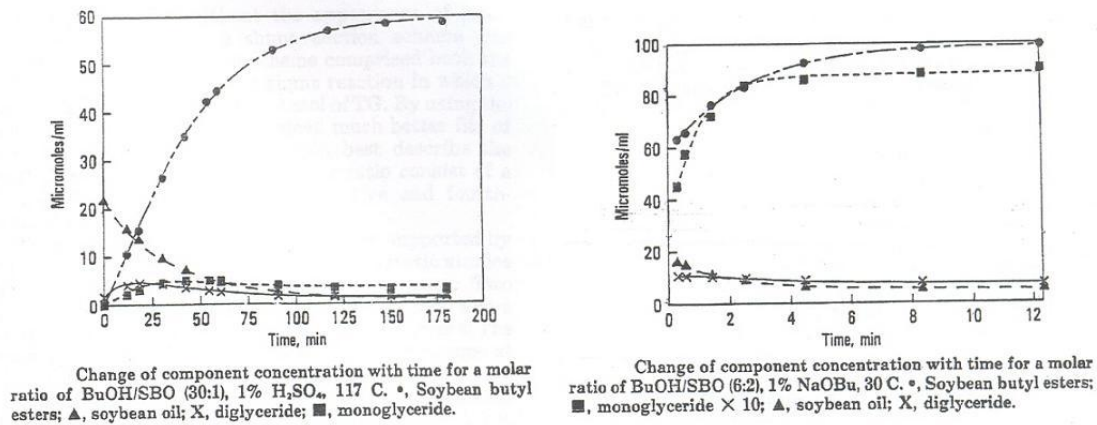 60
50
40
30
20
10
0
Micromoles/ml
0 25 50 75 100 125 150 175 200
Time, min
Change of component concentration with time for a molar
ratio of BuOH/SBO (30:1), 1% H₂SO₄, 117 C. •, Soybean butyl
esters; ▲, soybean oil; X, diglyceride; ■, monoglyceride.
100
80
60
40
20
0
Micromoles/ml
0 2 4 6 8 10 12
Time, min
Change of component concentration with time for a molar
ratio of BuOH/SBO (6:2), 1% NaOBu, 30 C. •, Soybean butyl esters;
■, monoglyceride × 10; ▲, soybean oil; X, diglyceride.